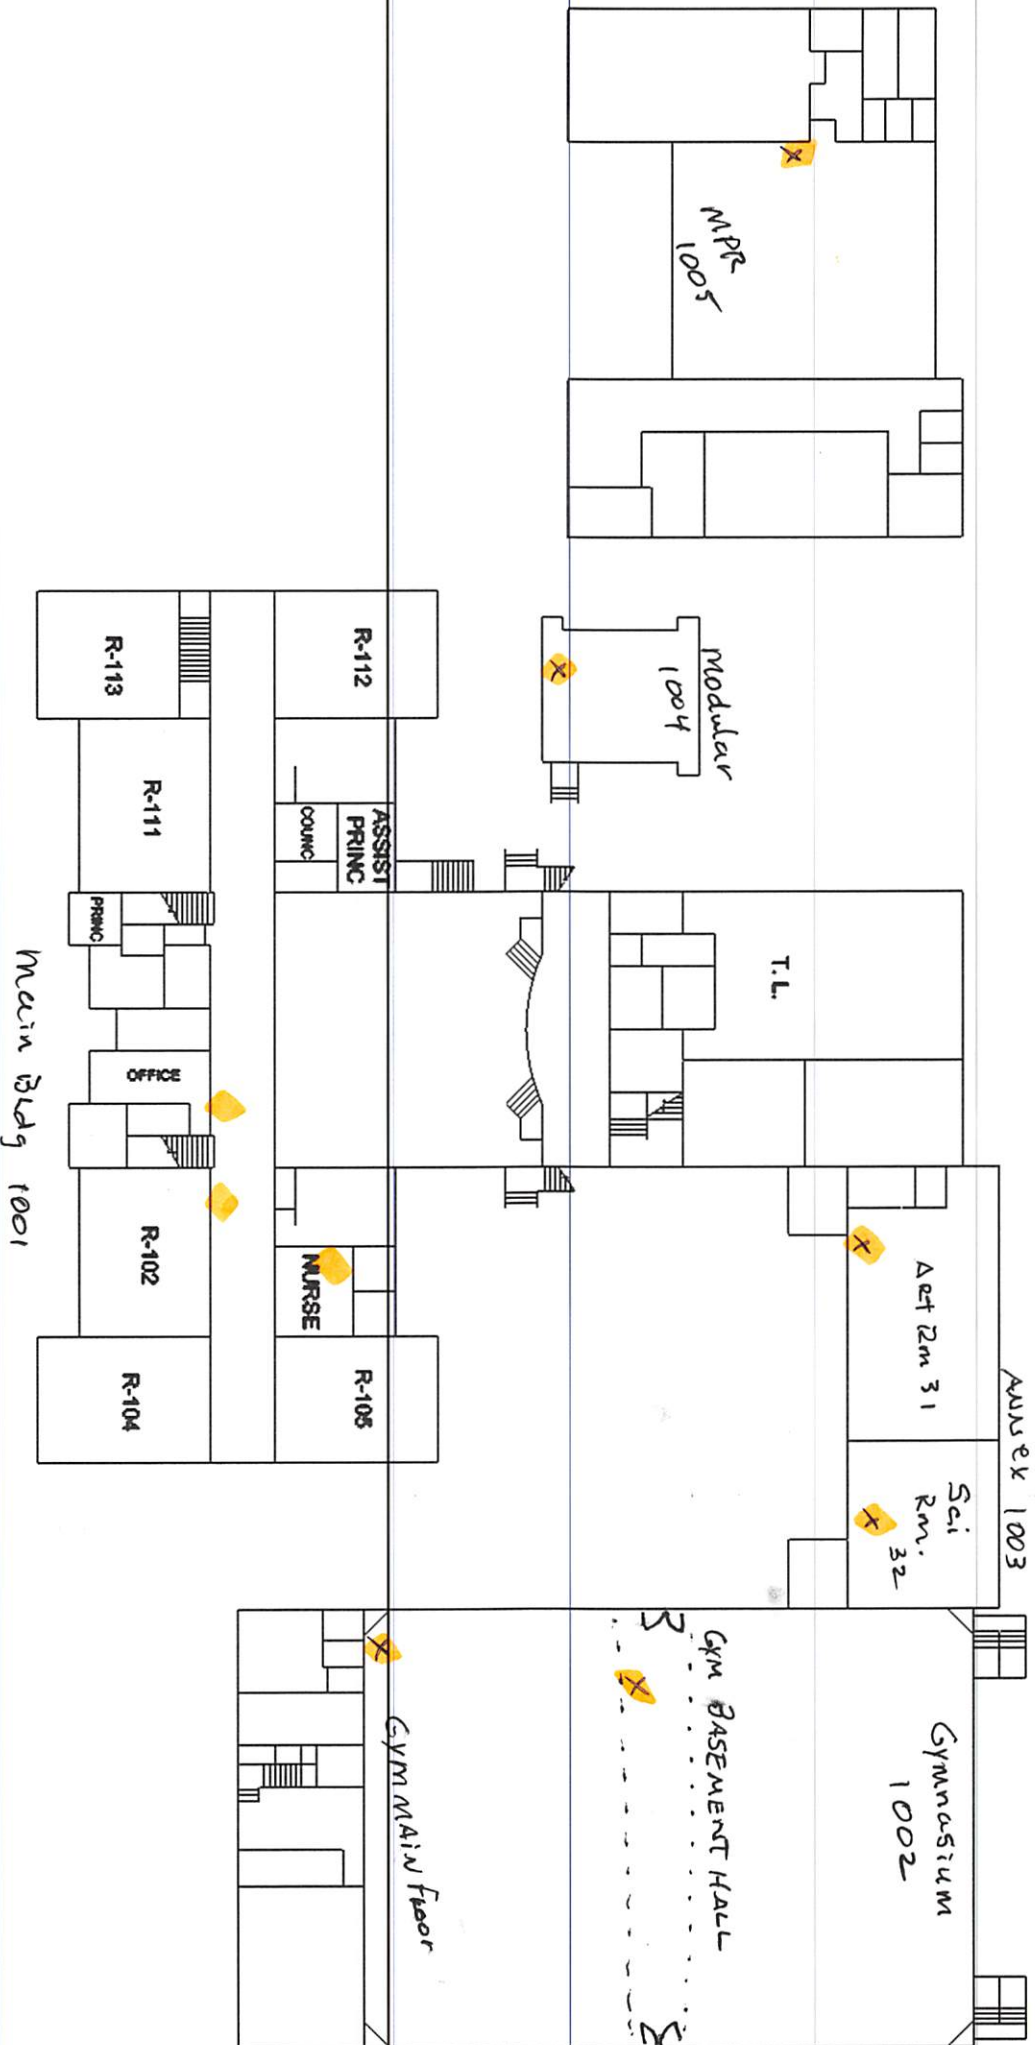 MPR
1005
Modular
1004
R-113
R-112
R-111
ASSIST
PRINC
COUNC
PRINC
T.L.
OFFICE
Main Bldg 1001
R-102
NURSE
R-104
R-105
Art Rm 31
Annex 1003
Sci
Rm.
32
Gym BASEMENT HALL
Gym MAIN Floor
Gymnasium
1002